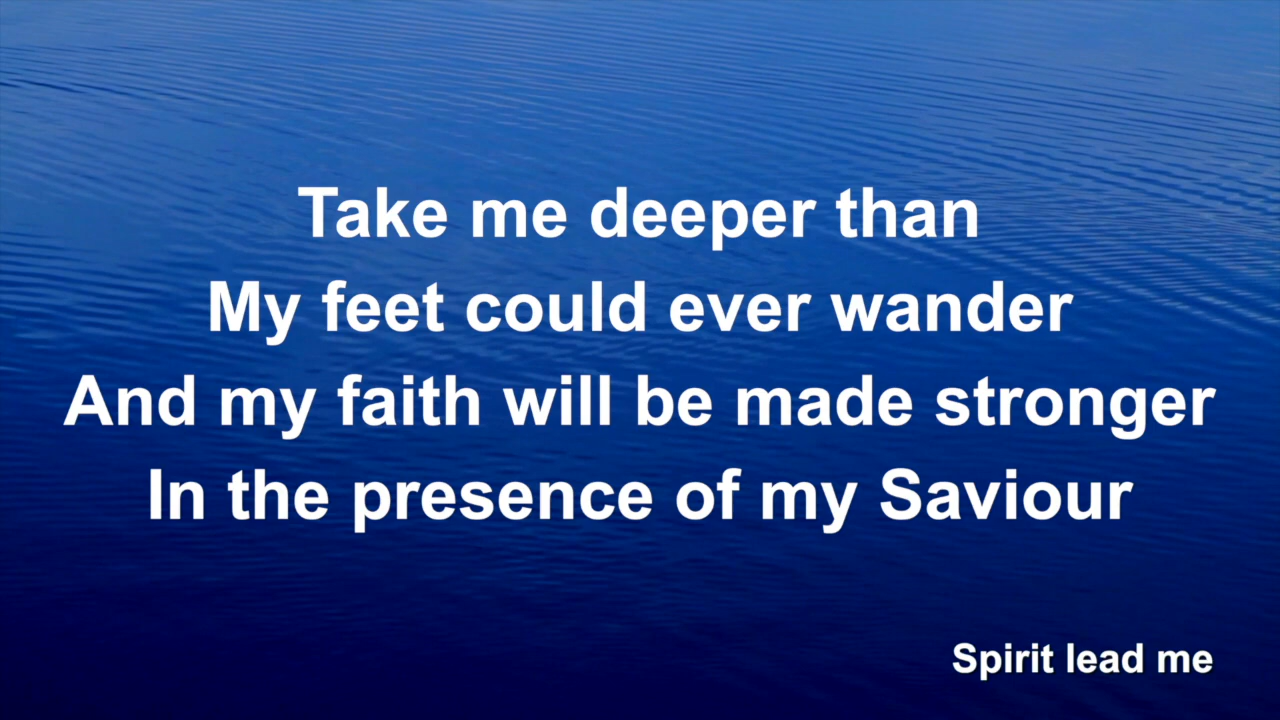 Take me deeper than
My feet could ever wander
And my faith will be made stronger
In the presence of my Saviour
Spirit lead me